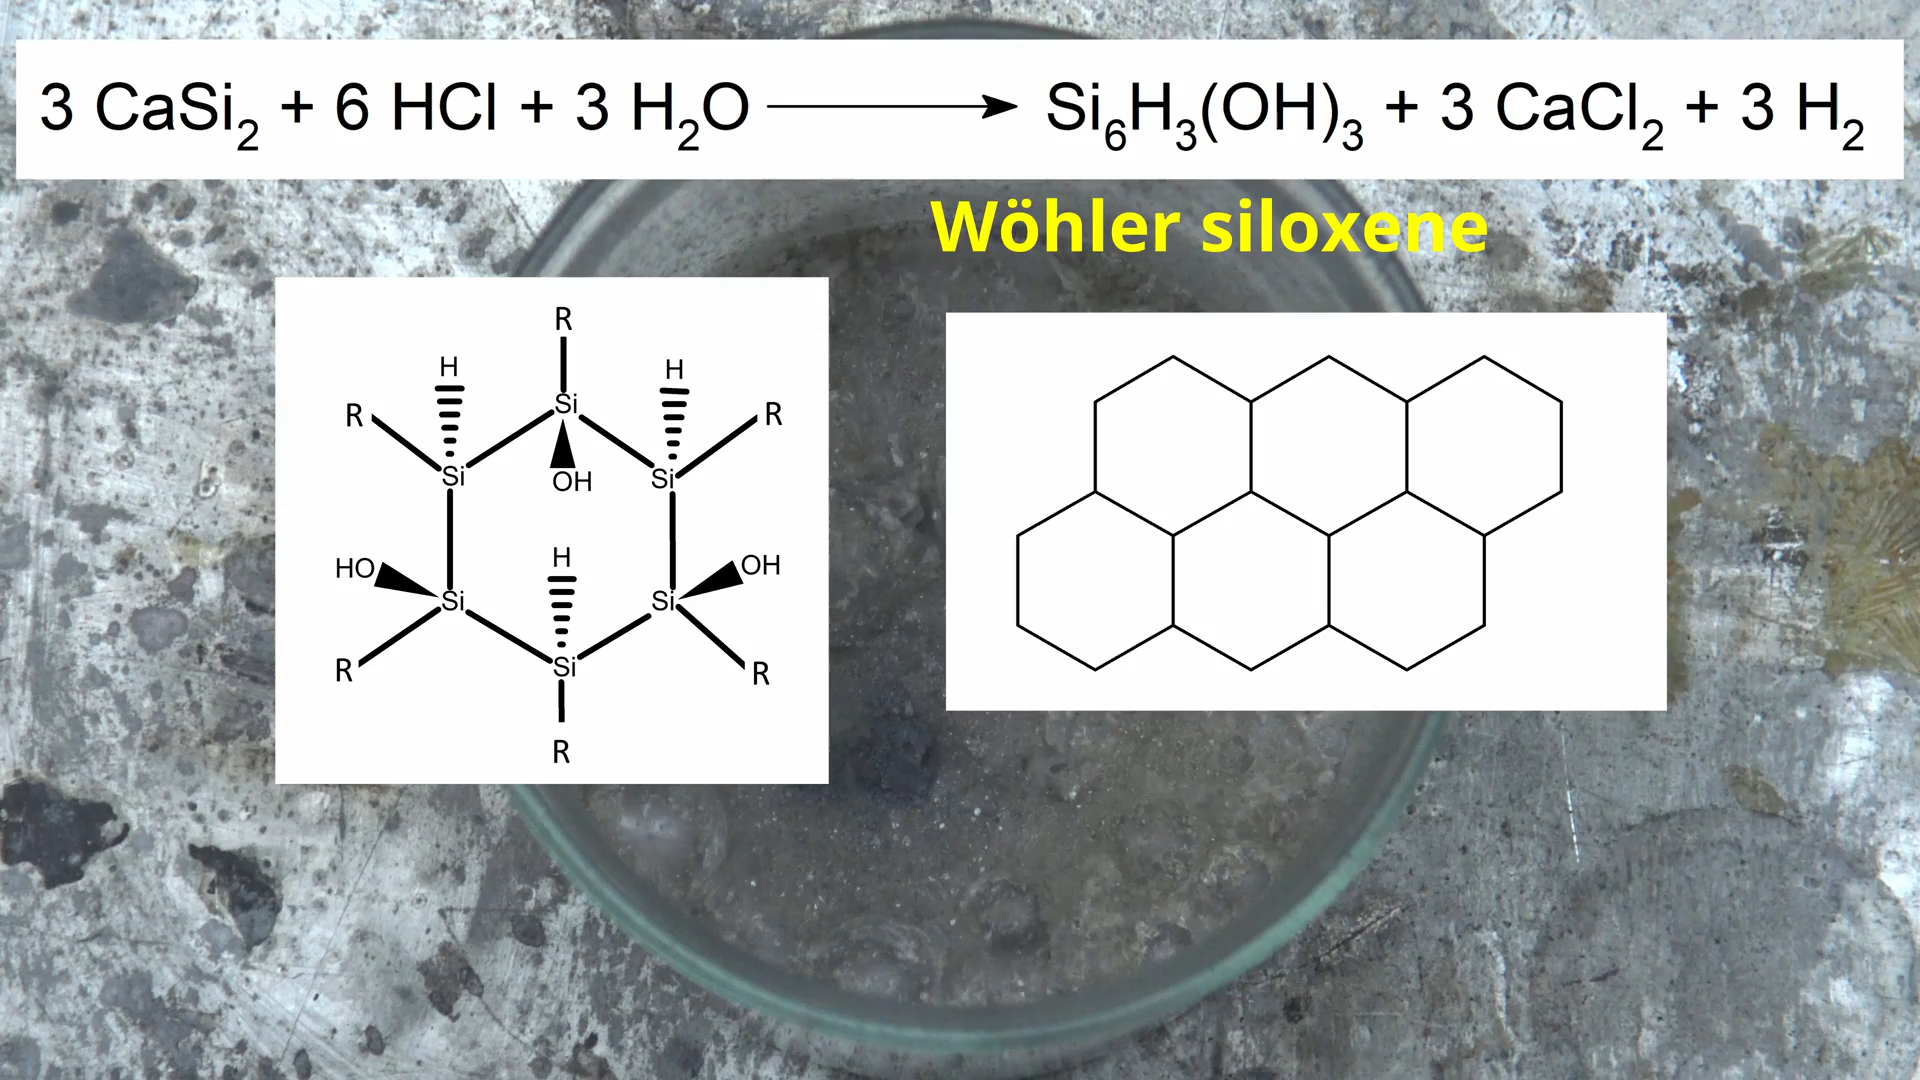 3 CaSi₂ + 6 HCl + 3 H₂O ⟶ Si₆H₃(OH)₃ + 3 CaCl₂ + 3 H₂
Wöhler siloxene
R
H H
R Si R
Si OH Si
HO H OH
Si Si
R Si R
R